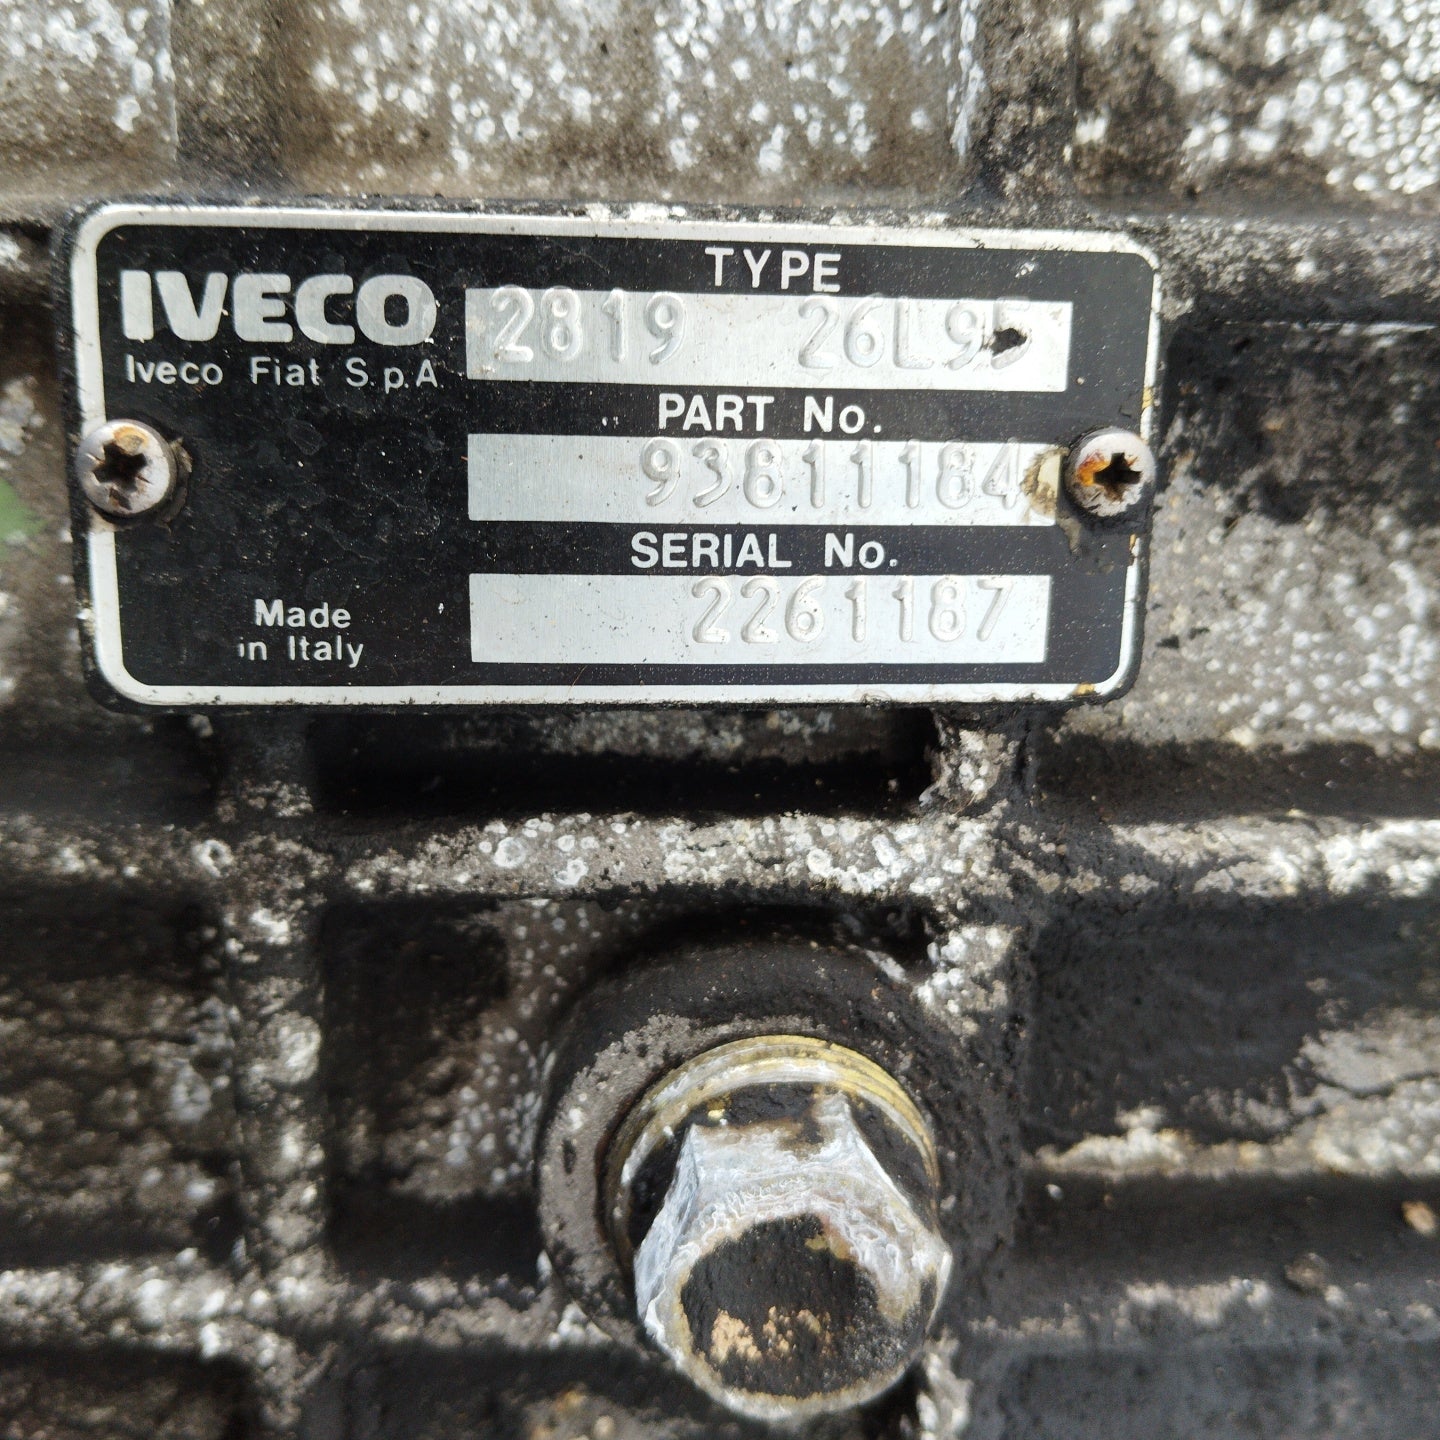 IVECO
Iveco Fiat S.p.A
TYPE
2819 26L95
PART No.
93811184
SERIAL No.
2261187
Made
in Italy